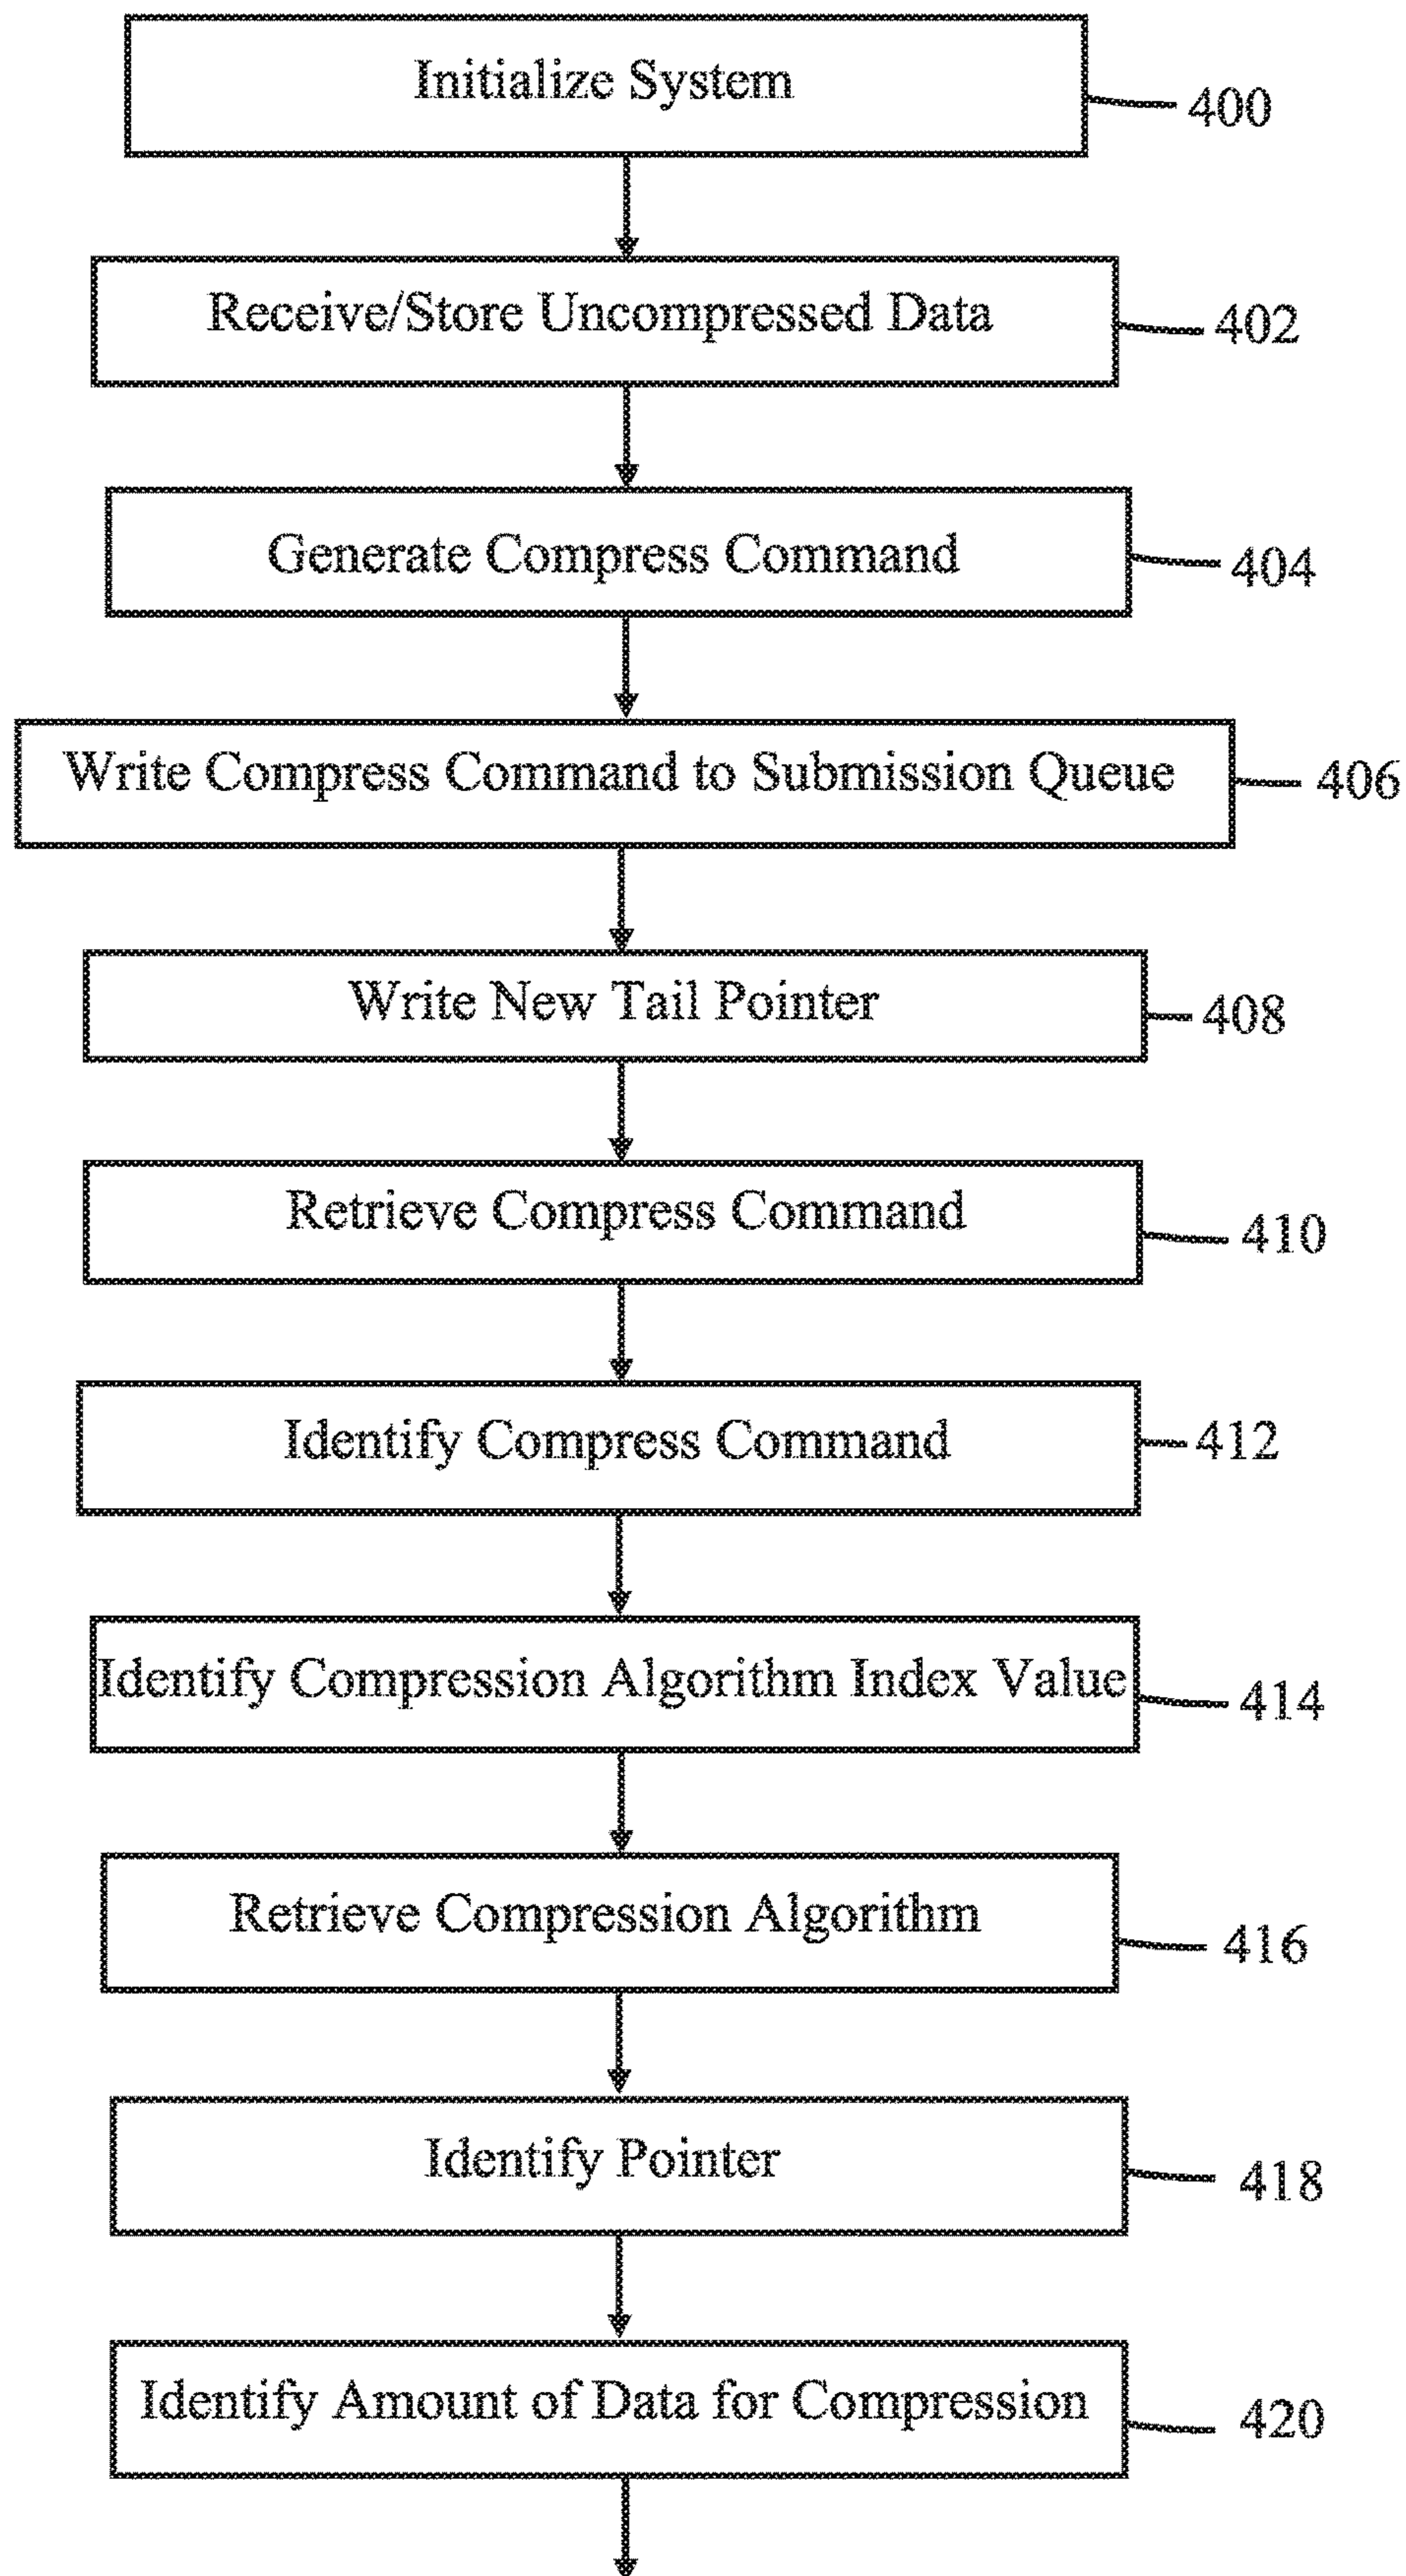 Initialize System
400
Receive/Store Uncompressed Data
402
Generate Compress Command
404
Write Compress Command to Submission Queue
406
Write New Tail Pointer
408
Retrieve Compress Command
410
Identify Compress Command
412
Identify Compression Algorithm Index Value
414
Retrieve Compression Algorithm
416
Identify Pointer
418
Identify Amount of Data for Compression
420